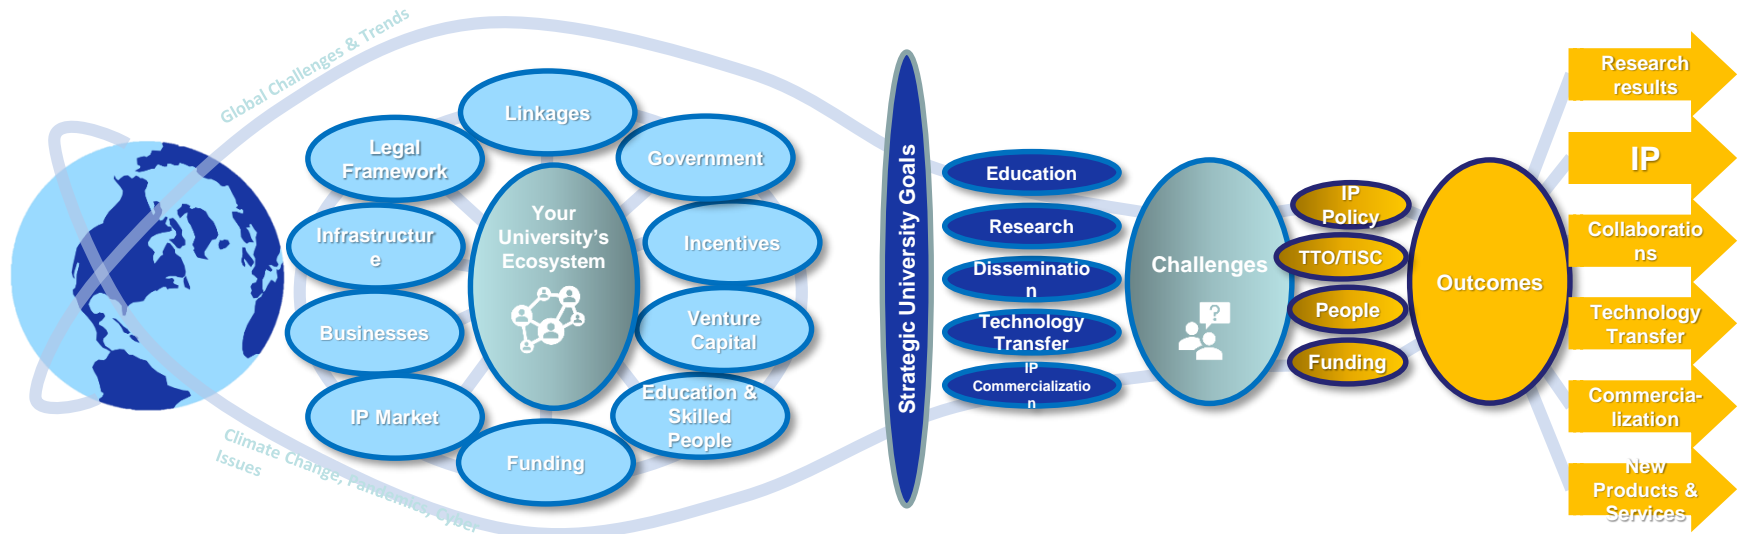 Global Challenges & Trends
Climate Change, Pandemics, Cyber
Issues
Linkages
Legal
Framework
Government
Infrastructur
e
Incentives
Your
University's
Ecosystem
Businesses
Venture
Capital
IP Market
Education &
Skilled
People
Funding
Strategic University Goals
Education
Research
Disseminatio
n
Technology
Transfer
IP
Commercializatio
n
Challenges
?
IP
Policy
TTO/TISC
People
Funding
Outcomes
Research
results
IP
Collaboratio
ns
Technology
Transfer
Commercia-
lization
New
Products &
Services